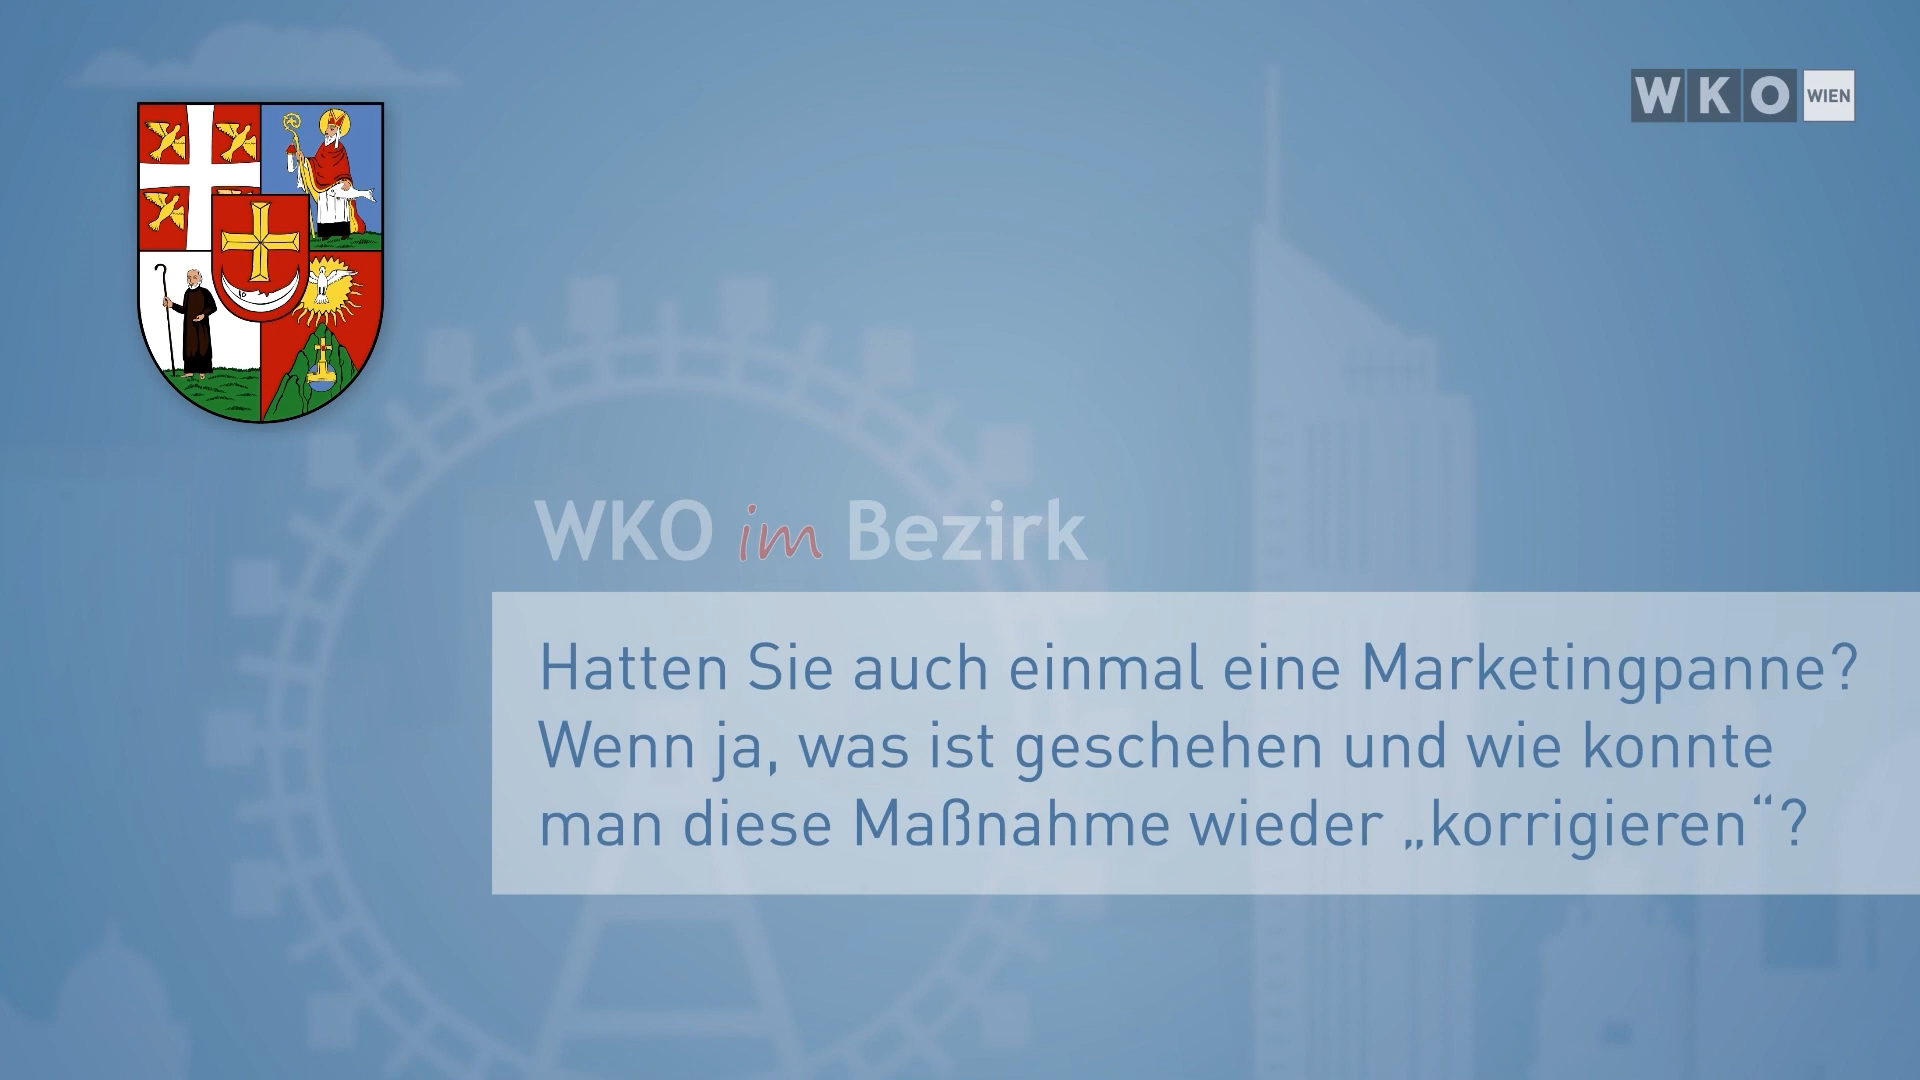 WKO WIEN
WKO im Bezirk
Hatten Sie auch einmal eine Marketingpanne?
Wenn ja, was ist geschehen und wie konnte
man diese Maßnahme wieder „korrigieren“?